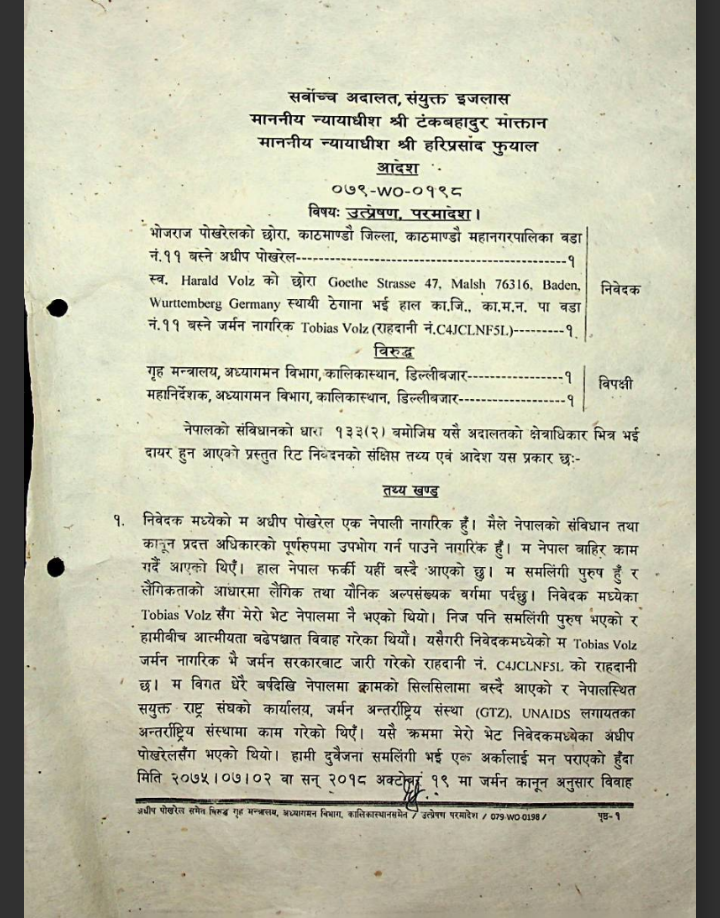 सर्वोच्च अदालत, संयुक्त इजलास
माननीय न्यायाधीश श्री टंकबहादुर मोक्तान
माननीय न्यायाधीश श्री हरिप्रसाद फुयाल
आदेश
०७९-WO-०१९८
विषयः उत्प्रेषण, परमादेश।
भोजराज पोखरेलको छोरा, काठमाण्डौ जिल्ला, काठमाण्डौ महानगरपालिका वडा
नं.११ बस्ने अधीप पोखरेल------------------------------------------------१
स्व. Harald Volz को छोरा Goethe Strasse 47, Malsh 76316, Baden,
Wurttemberg Germany स्थायी ठेगाना भई हाल का.जि., का.म.न. पा वडा
नं.११ बस्ने जर्मन नागरिक Tobias Volz (राहदानी नं.C4JCLNF5L)---------१
निवेदक
विरुद्ध
गृह मन्त्रालय, अध्यागमन विभाग, कालिकास्थान, डिल्लीबजार-----------------१
महानिर्देशक, अध्यागमन विभाग, कालिकास्थान, डिल्लीबजार-------------------१
विपक्षी
नेपालको संविधानको धारा १३३(२) बमोजिम यसै अदालतको क्षेत्राधिकार भित्र भई
दायर हुन आएको प्रस्तुत रिट निवेदनको संक्षिप्त तथ्य एवं आदेश यस प्रकार छः-
तथ्य खण्ड
१. निवेदक मध्येको म अधीप पोखरेल एक नेपाली नागरिक हुँ। मैले नेपालको संविधान तथा
कानून प्रदत्त अधिकारको पूर्णरुपमा उपभोग गर्न पाउने नागरिक हुँ। म नेपाल बाहिर काम
गर्दै आएको थिएँ। हाल नेपाल फर्की यहीं बस्दै आएको छु। म समलिंगी पुरुष हुँ र
लैंगिकताको आधारमा लैंगिक तथा यौनिक अल्पसंख्यक वर्गमा पर्दछु। निवेदक मध्येका
Tobias Volz सँग मेरो भेट नेपालमा नै भएको थियो। निज पनि समलिंगी पुरुष भएको र
हामीबीच आत्मीयता बढेपश्चात विवाह गरेका थियौं। यसैगरी निवेदकमध्येको म Tobias Volz
जर्मन नागरिक भै जर्मन सरकारबाट जारी गरेको राहदानी नं. C4JCLNF5L को राहदानी
छ। म विगत धेरै बर्षदेखि नेपालमा कामको सिलसिलामा बस्दै आएको र नेपालस्थित
सयुक्त राष्ट्र संघको कार्यालय, जर्मन अन्तर्राष्ट्रिय संस्था (GTZ), UNAIDS लगायतका
अन्तर्राष्ट्रिय संस्थामा काम गरेको थिएँ। यसै क्रममा मेरो भेट निवेदकमध्येका अधीप
पोखरेलसँग भएको थियो। हामी दुवैजना समलिंगी भई एक अर्कालाई मन पराएको हुँदा
मिति २०७५।०७।०२ वा सन् २०१८ अक्टोबर १९ मा जर्मन कानून अनुसार विवाह
अधीप पोखरेल समेत विरुद्ध गृह मन्त्रालय, अध्यागमन विभाग, कालिकास्थानसमेत / उत्प्रेषण परमादेश / 079-WO-0198 /
पृष्ठ-१